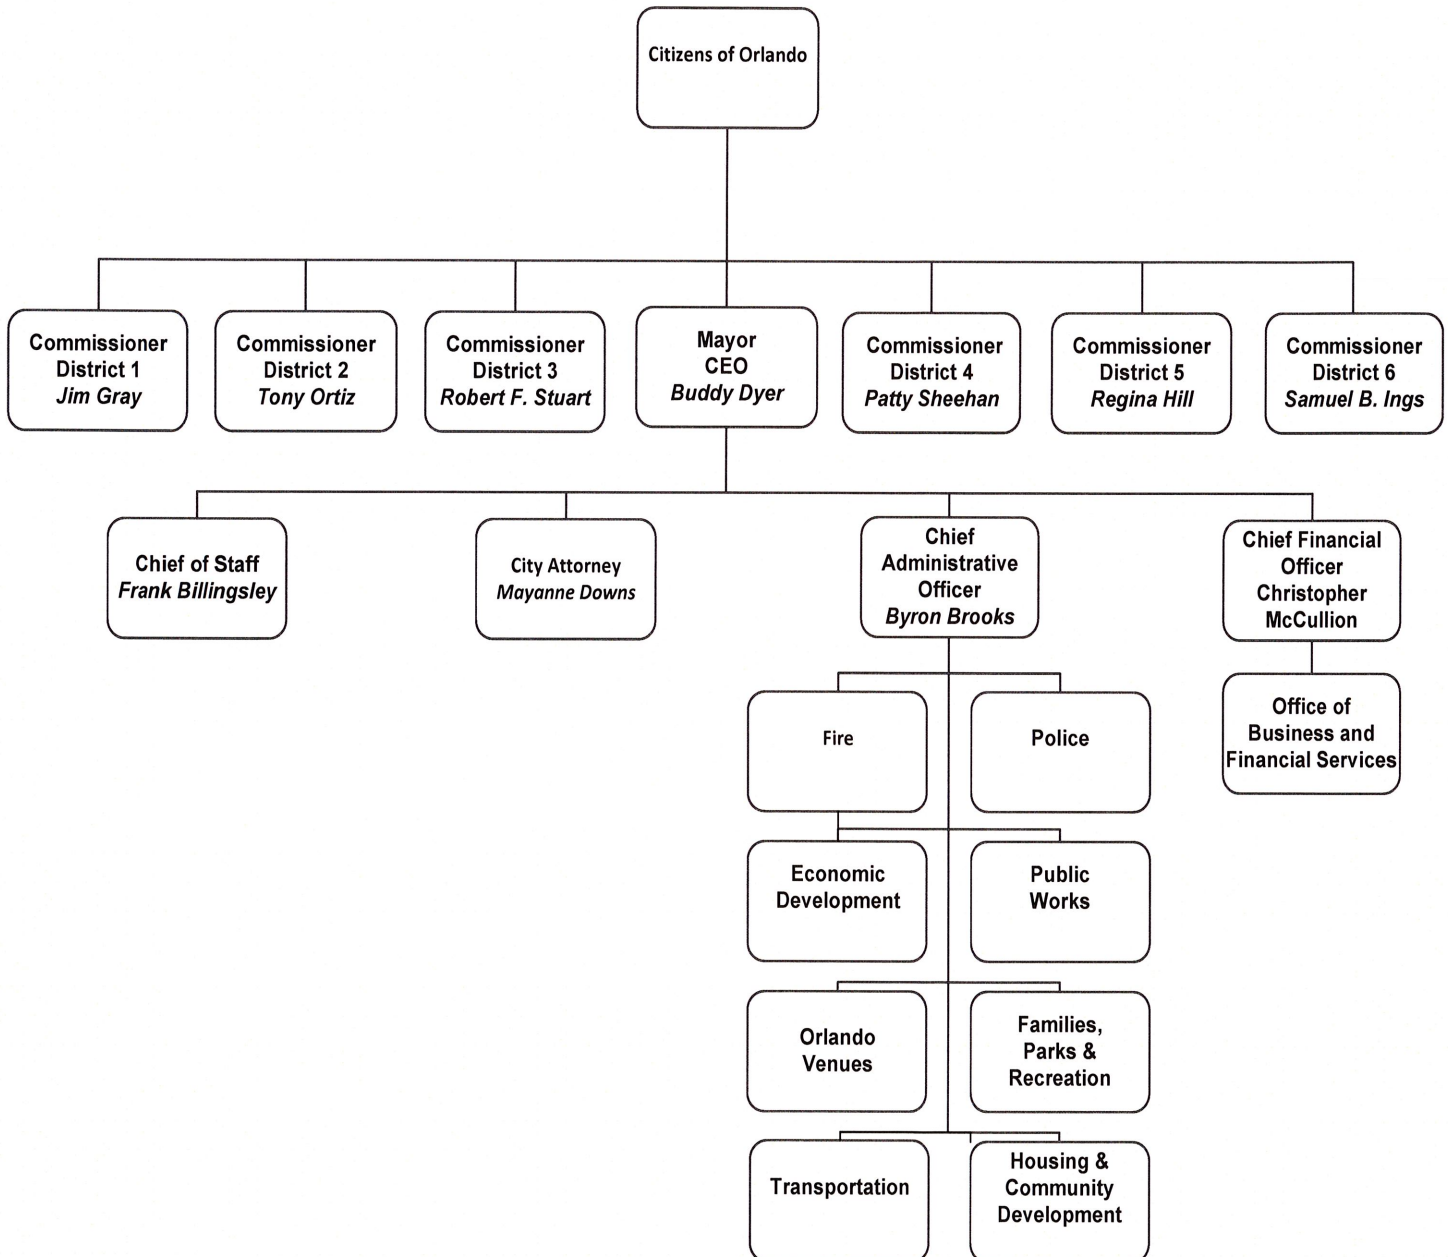 Citizens of Orlando
Commissioner
District 1
Jim Gray
Commissioner
District 2
Tony Ortiz
Commissioner
District 3
Robert F. Stuart
Mayor
CEO
Buddy Dyer
Commissioner
District 4
Patty Sheehan
Commissioner
District 5
Regina Hill
Commissioner
District 6
Samuel B. Ings
Chief of Staff
Frank Billingsley
City Attorney
Mayanne Downs
Chief
Administrative
Officer
Byron Brooks
Chief Financial
Officer
Christopher
McCullion
Fire
Police
Office of
Business and
Financial Services
Economic
Development
Public
Works
Orlando
Venues
Families,
Parks &
Recreation
Transportation
Housing &
Community
Development